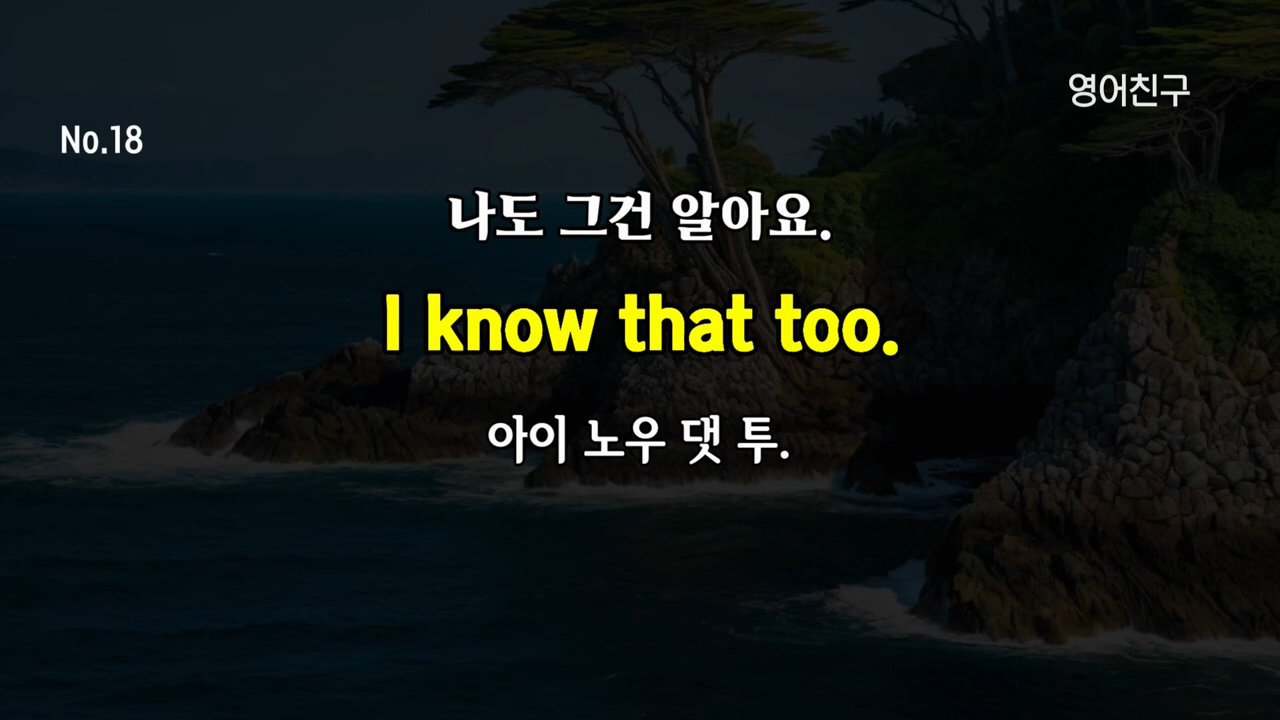 영어친구
No.18
나도 그건 알아요.
I know that too.
아이 노우 댓 투.